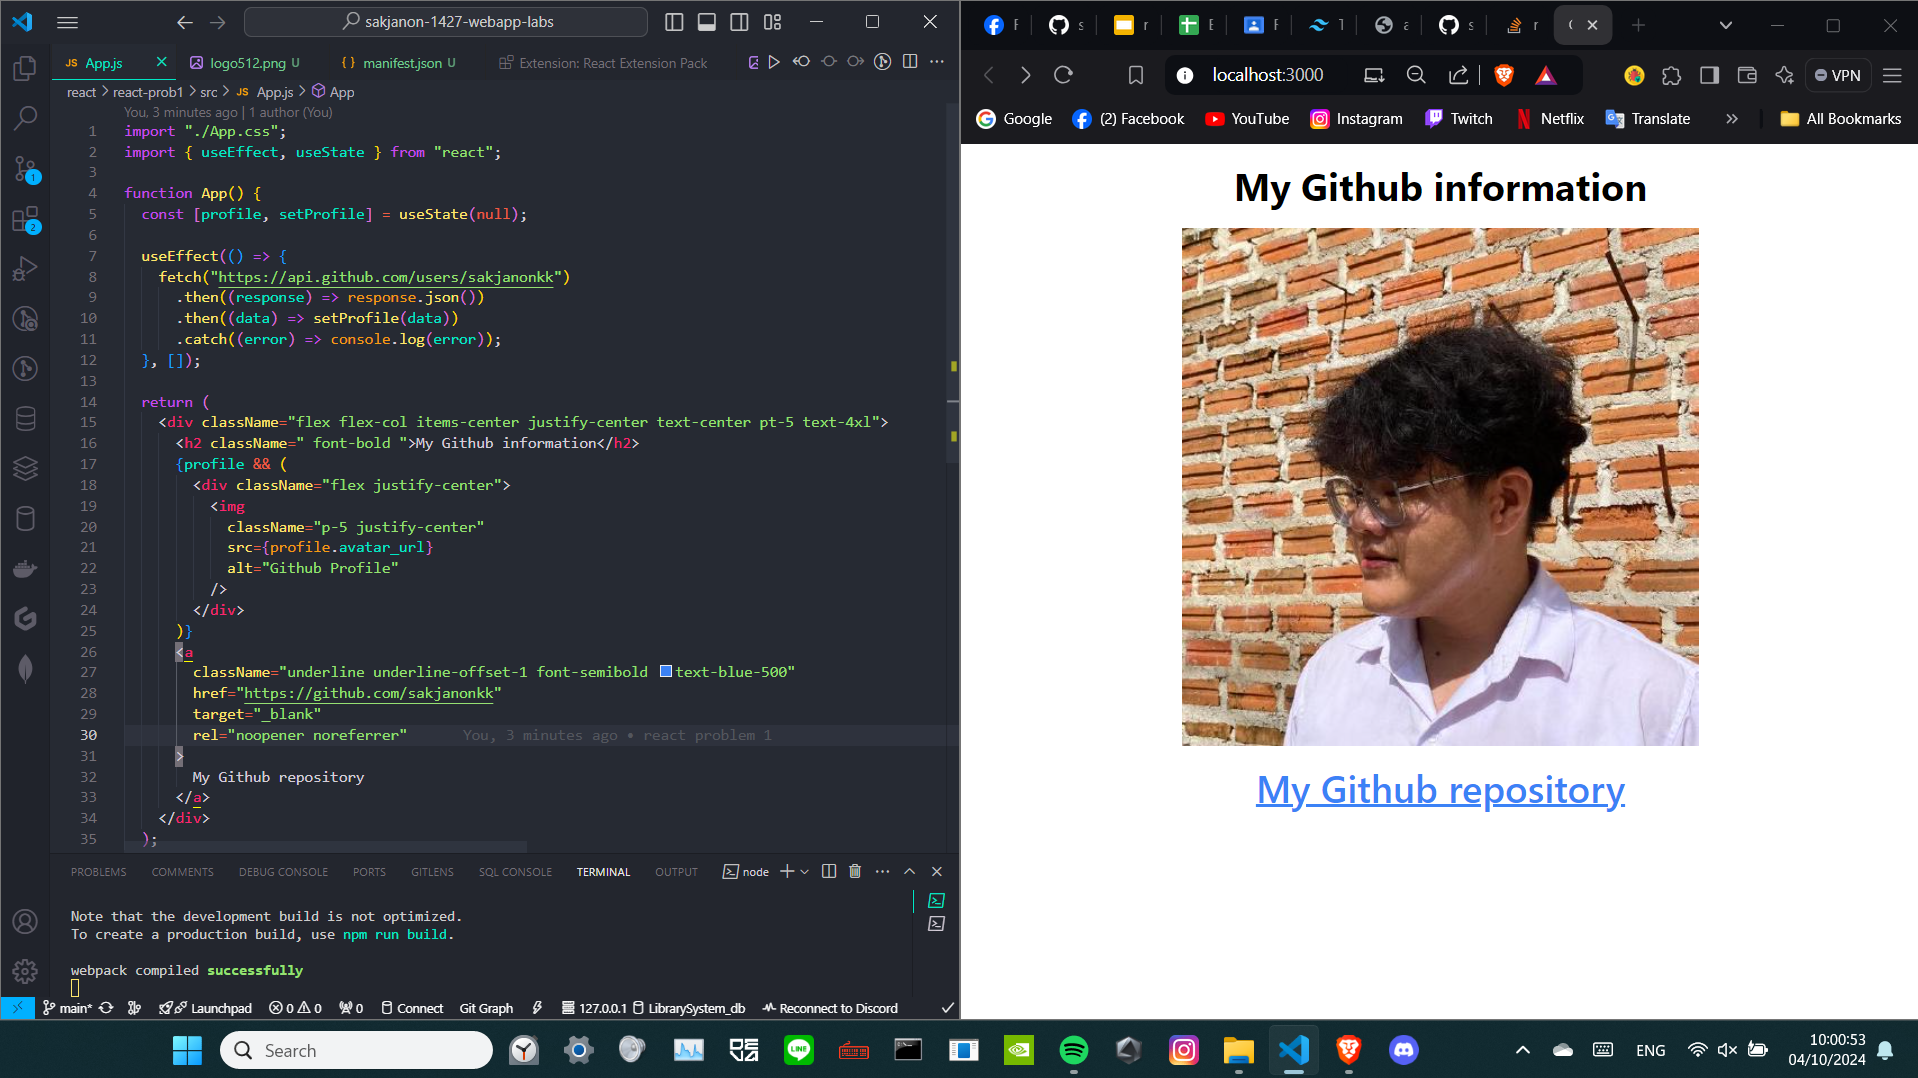 sakjanon-1427-webapp-labs
JS App.js
logo512.png U
{} manifest.json U
Extension: React Extension Pack
react > react-prob1 > src > JS App.js > App
You, 3 minutes ago | 1 author (You)
1 import "./App.css";
2 import { useEffect, useState } from "react";
3
4 function App() {
5 const [profile, setProfile] = useState(null);
6
7 useEffect(() => {
8 fetch("https://api.github.com/users/sakjanonkk")
9 .then((response) => response.json())
10 .then((data) => setProfile(data))
11 .catch((error) => console.log(error));
12 }, []);
13
14 return (
15 <div className="flex flex-col items-center justify-center text-center pt-5 text-4xl">
16 <h2 className=" font-bold ">My Github information</h2>
17 {profile && (
18 <div className="flex justify-center">
19 <img
20 className="p-5 justify-center"
21 src={profile.avatar_url}
22 alt="Github Profile"
23 />
24 </div>
25 )}
26 <a
27 className="underline underline-offset-1 font-semibold text-blue-500"
28 href="https://github.com/sakjanonkk"
29 target="_blank"
30 rel="noopener noreferrer" You, 3 minutes ago • react problem 1
31 >
32 My Github repository
33 </a>
34 </div>
35 );
PROBLEMS COMMENTS DEBUG CONSOLE PORTS GITLENS SQL CONSOLE TERMINAL OUTPUT node
Note that the development build is not optimized.
To create a production build, use npm run build.
webpack compiled successfully
main* Launchpad 0 0 0 Connect Git Graph 127.0.0.1 LibrarySystem_db Reconnect to Discord
1
2
localhost:3000
VPN
Google (2) Facebook YouTube Instagram Twitch Netflix Translate All Bookmarks
My Github information
My Github repository
Search
LINE
ENG
10:00:53
04/10/2024